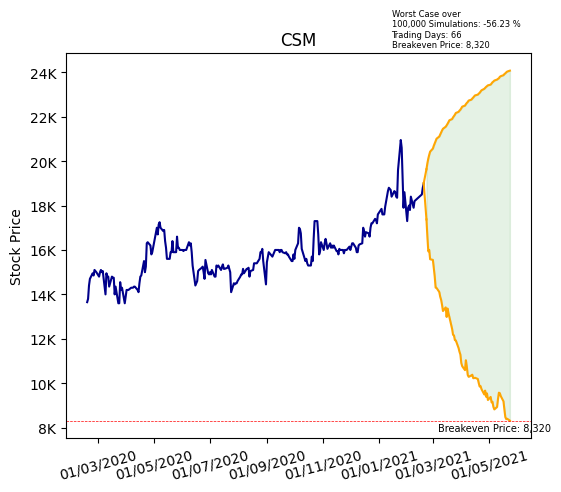 Worst Case over
100,000 Simulations: -56.23 %
Trading Days: 66
Breakeven Price: 8,320
CSM
Stock Price
24K
22K
20K
18K
16K
14K
12K
10K
8K
Breakeven Price: 8,320
01/03/2020
01/05/2020
01/07/2020
01/09/2020
01/11/2020
01/01/2021
01/03/2021
01/05/2021